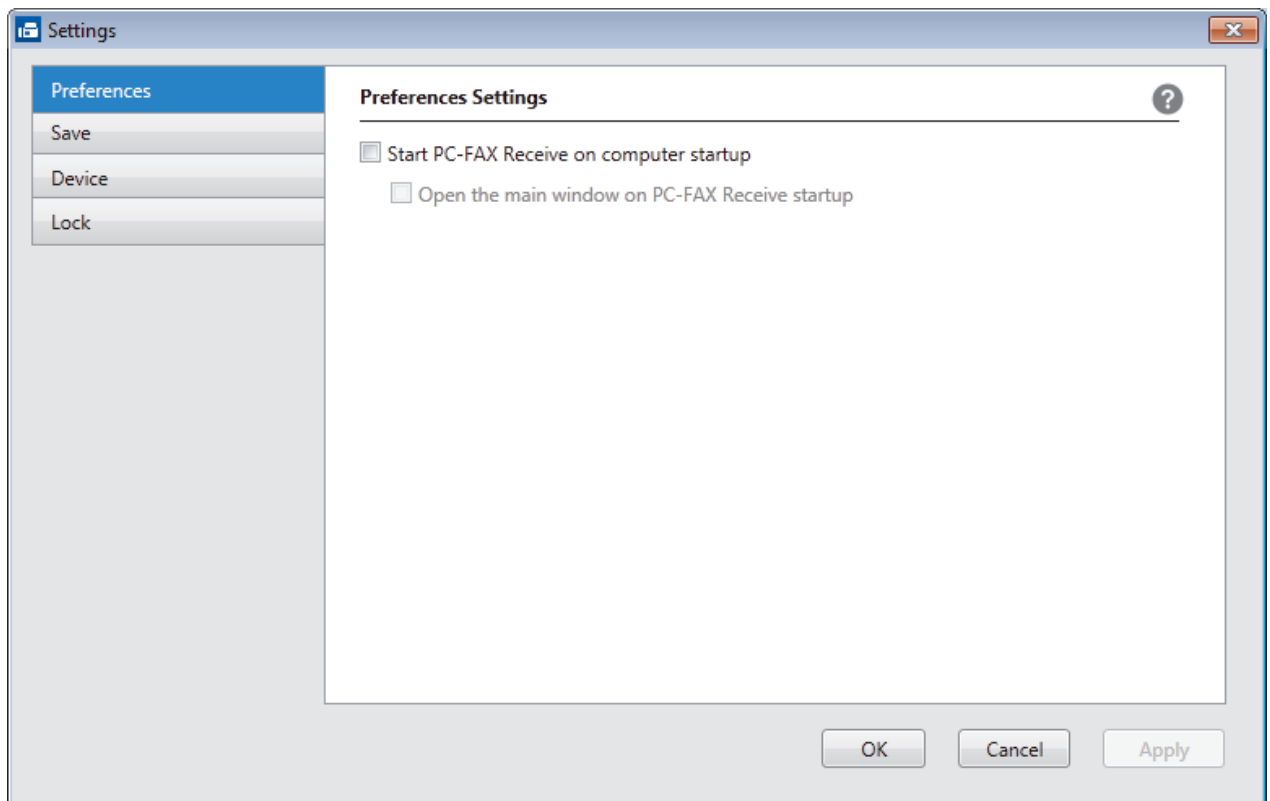 Settings
Preferences
Save
Device
Lock
Preferences Settings
?
Start PC-FAX Receive on computer startup
Open the main window on PC-FAX Receive startup
OK
Cancel
Apply